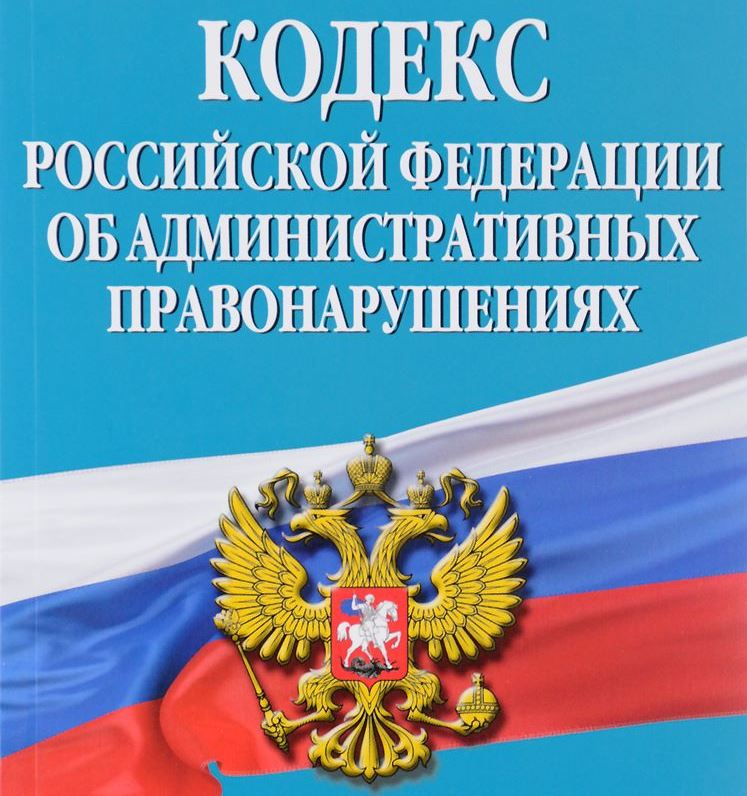 КОДЕКС
РОССИЙСКОЙ ФЕДЕРАЦИИ
ОБ АДМИНИСТРАТИВНЫХ
ПРАВОНАРУШЕНИЯХ